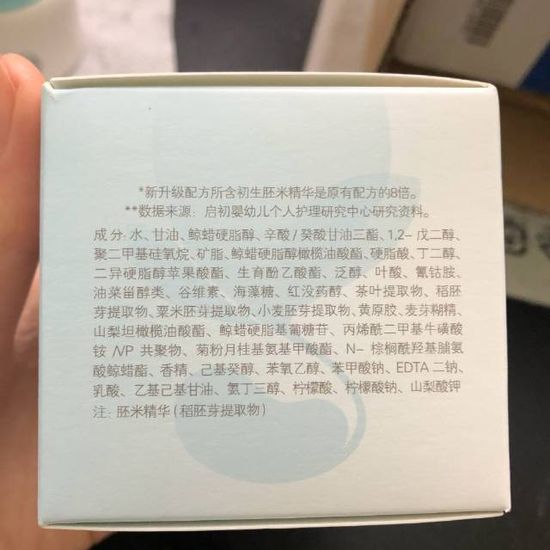 *新升级配方所含初生胚米精华是原有配方的8倍。
**数据来源：启初婴幼儿个人护理研究中心研究资料。
成分:水、甘油、鲸蜡硬脂醇、辛酸/癸酸甘油三酯、1,2-戊二醇、
聚二甲基硅氧烷、矿脂、鲸蜡硬脂醇橄榄油酸酯、硬脂酸、丁二醇、
二异硬脂醇苹果酸酯、生育酚乙酸酯、泛醇、叶酸、氰钴胺、
油菜甾醇类、谷维素、海藻糖、红没药醇、茶叶提取物、稻胚
芽提取物、粟米胚芽提取物、小麦胚芽提取物、黄原胶、麦芽糊精、
山梨坦橄榄油酸酯、鲸蜡硬脂基葡糖苷、丙烯酰二甲基牛磺酸
铵/VP 共聚物、菊粉月桂基氨基甲酸酯、N-棕榈酰羟基脯氨
酸鲸蜡酯、香精、己基癸醇、苯氧乙醇、苯甲酸钠、EDTA 二钠、
乳酸、乙基己基甘油、氨丁三醇、柠檬酸、柠檬酸钠、山梨酸钾
注：胚米精华(稻胚芽提取物)